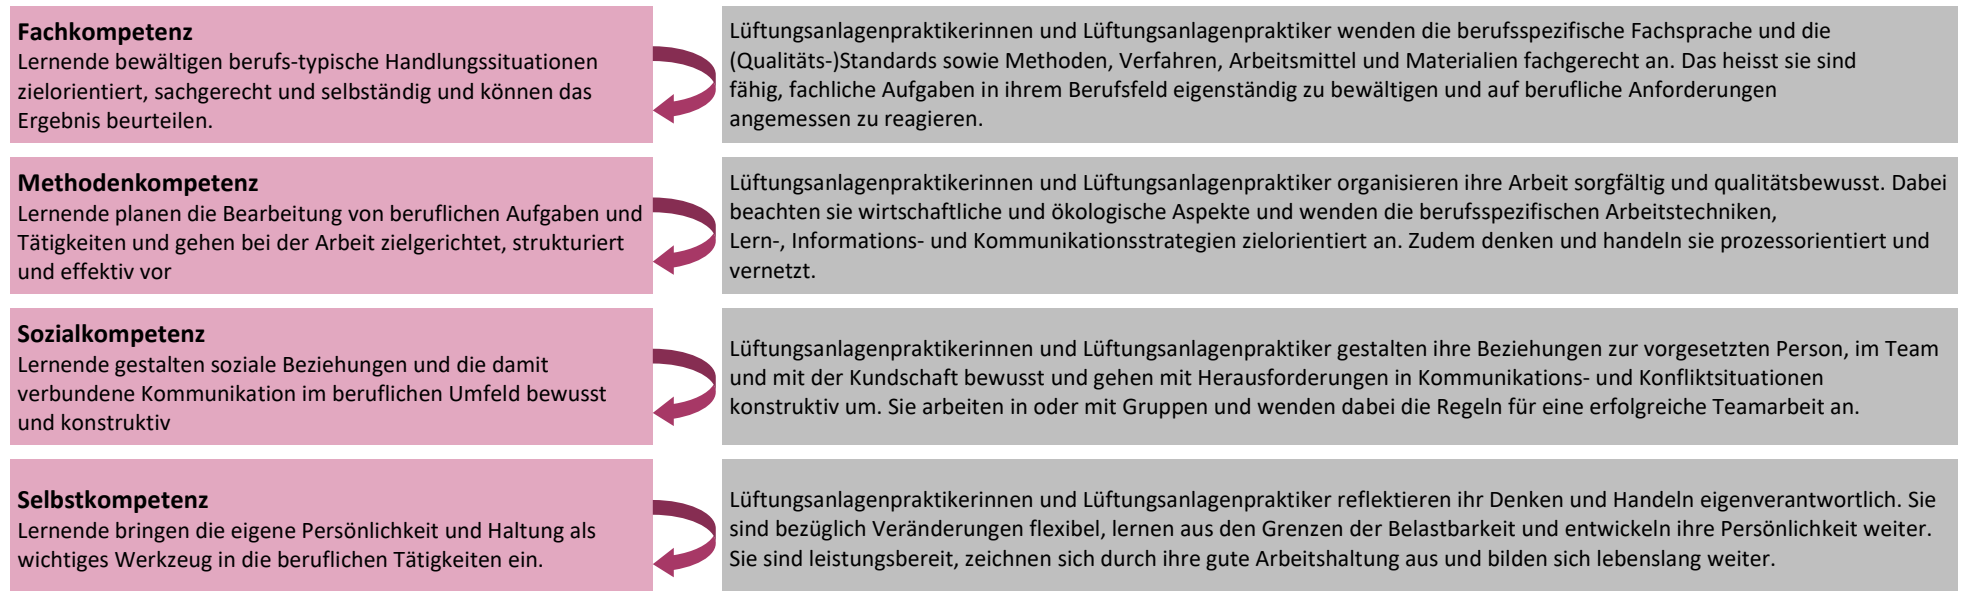 Fachkompetenz
Lernende bewältigen berufs-typische Handlungssituationen
zielorientiert, sachgerecht und selbständig und können das
Ergebnis beurteilen.
Lüftungsanlagenpraktikerinnen und Lüftungsanlagenpraktiker wenden die berufsspezifische Fachsprache und die
(Qualitäts-)Standards sowie Methoden, Verfahren, Arbeitsmittel und Materialien fachgerecht an. Das heisst sie sind
fähig, fachliche Aufgaben in ihrem Berufsfeld eigenständig zu bewältigen und auf berufliche Anforderungen
angemessen zu reagieren.
Methodenkompetenz
Lernende planen die Bearbeitung von beruflichen Aufgaben und
Tätigkeiten und gehen bei der Arbeit zielgerichtet, strukturiert
und effektiv vor
Lüftungsanlagenpraktikerinnen und Lüftungsanlagenpraktiker organisieren ihre Arbeit sorgfältig und qualitätsbewusst. Dabei
beachten sie wirtschaftliche und ökologische Aspekte und wenden die berufsspezifischen Arbeitstechniken,
Lern-, Informations- und Kommunikationsstrategien zielorientiert an. Zudem denken und handeln sie prozessorientiert und
vernetzt.
Sozialkompetenz
Lernende gestalten soziale Beziehungen und die damit
verbundene Kommunikation im beruflichen Umfeld bewusst
und konstruktiv
Lüftungsanlagenpraktikerinnen und Lüftungsanlagenpraktiker gestalten ihre Beziehungen zur vorgesetzten Person, im Team
und mit der Kundschaft bewusst und gehen mit Herausforderungen in Kommunikations- und Konfliktsituationen
konstruktiv um. Sie arbeiten in oder mit Gruppen und wenden dabei die Regeln für eine erfolgreiche Teamarbeit an.
Selbstkompetenz
Lernende bringen die eigene Persönlichkeit und Haltung als
wichtiges Werkzeug in die beruflichen Tätigkeiten ein.
Lüftungsanlagenpraktikerinnen und Lüftungsanlagenpraktiker reflektieren ihr Denken und Handeln eigenverantwortlich. Sie
sind bezüglich Veränderungen flexibel, lernen aus den Grenzen der Belastbarkeit und entwickeln ihre Persönlichkeit weiter.
Sie sind leistungsbereit, zeichnen sich durch ihre gute Arbeitshaltung aus und bilden sich lebenslang weiter.